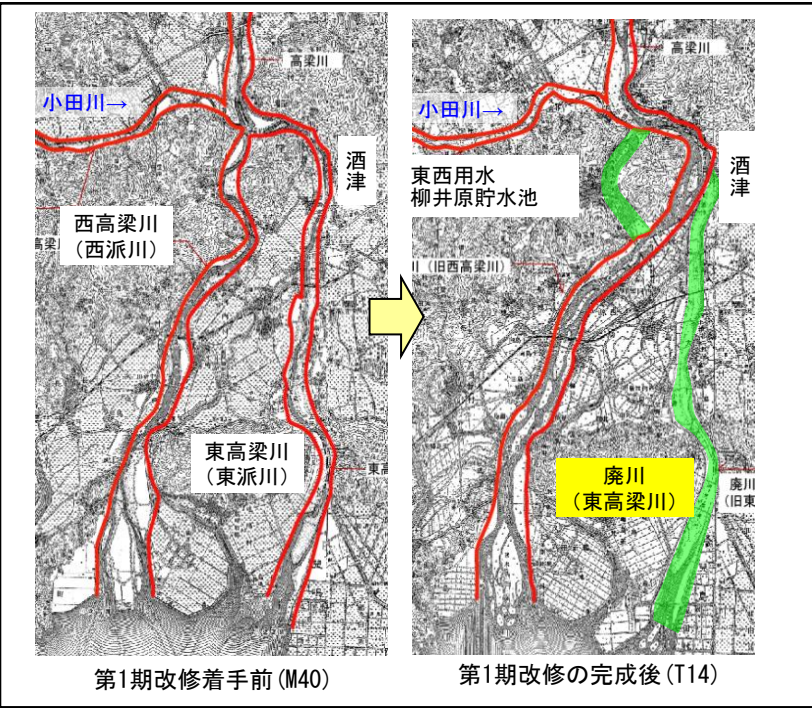 高梁川
小田川→
酒津
西高梁川
（西派川）
東高梁川
（東派川）
第1期改修着手前(M40)
高梁川
小田川→
酒津
東西用水
柳井原貯水池
川（旧西高梁川）
廃川
（東高梁川）
廃川
（旧東
第1期改修の完成後(T14)